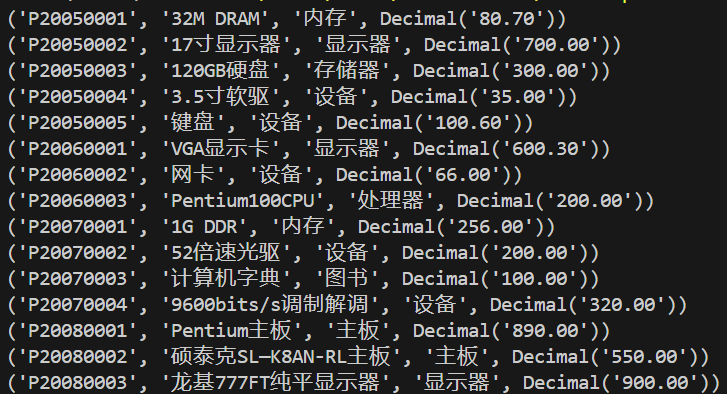 ('P20050001', '32M DRAM', '内存', Decimal('80.70'))
('P20050002', '17寸显示器', '显示器', Decimal('700.00'))
('P20050003', '120GB硬盘', '存储器', Decimal('300.00'))
('P20050004', '3.5寸软驱', '设备', Decimal('35.00'))
('P20050005', '键盘', '设备', Decimal('100.60'))
('P20060001', 'VGA显示卡', '显示器', Decimal('600.30'))
('P20060002', '网卡', '设备', Decimal('66.00'))
('P20060003', 'Pentium100CPU', '处理器', Decimal('200.00'))
('P20070001', '1G DDR', '内存', Decimal('256.00'))
('P20070002', '52倍速光驱', '设备', Decimal('200.00'))
('P20070003', '计算机字典', '图书', Decimal('100.00'))
('P20070004', '9600bits/s调制解调', '设备', Decimal('320.00'))
('P20080001', 'Pentium主板', '主板', Decimal('890.00'))
('P20080002', '硕泰克SL—K8AN-RL主板', '主板', Decimal('550.00'))
('P20080003', '龙基777FT纯平显示器', '显示器', Decimal('900.00'))